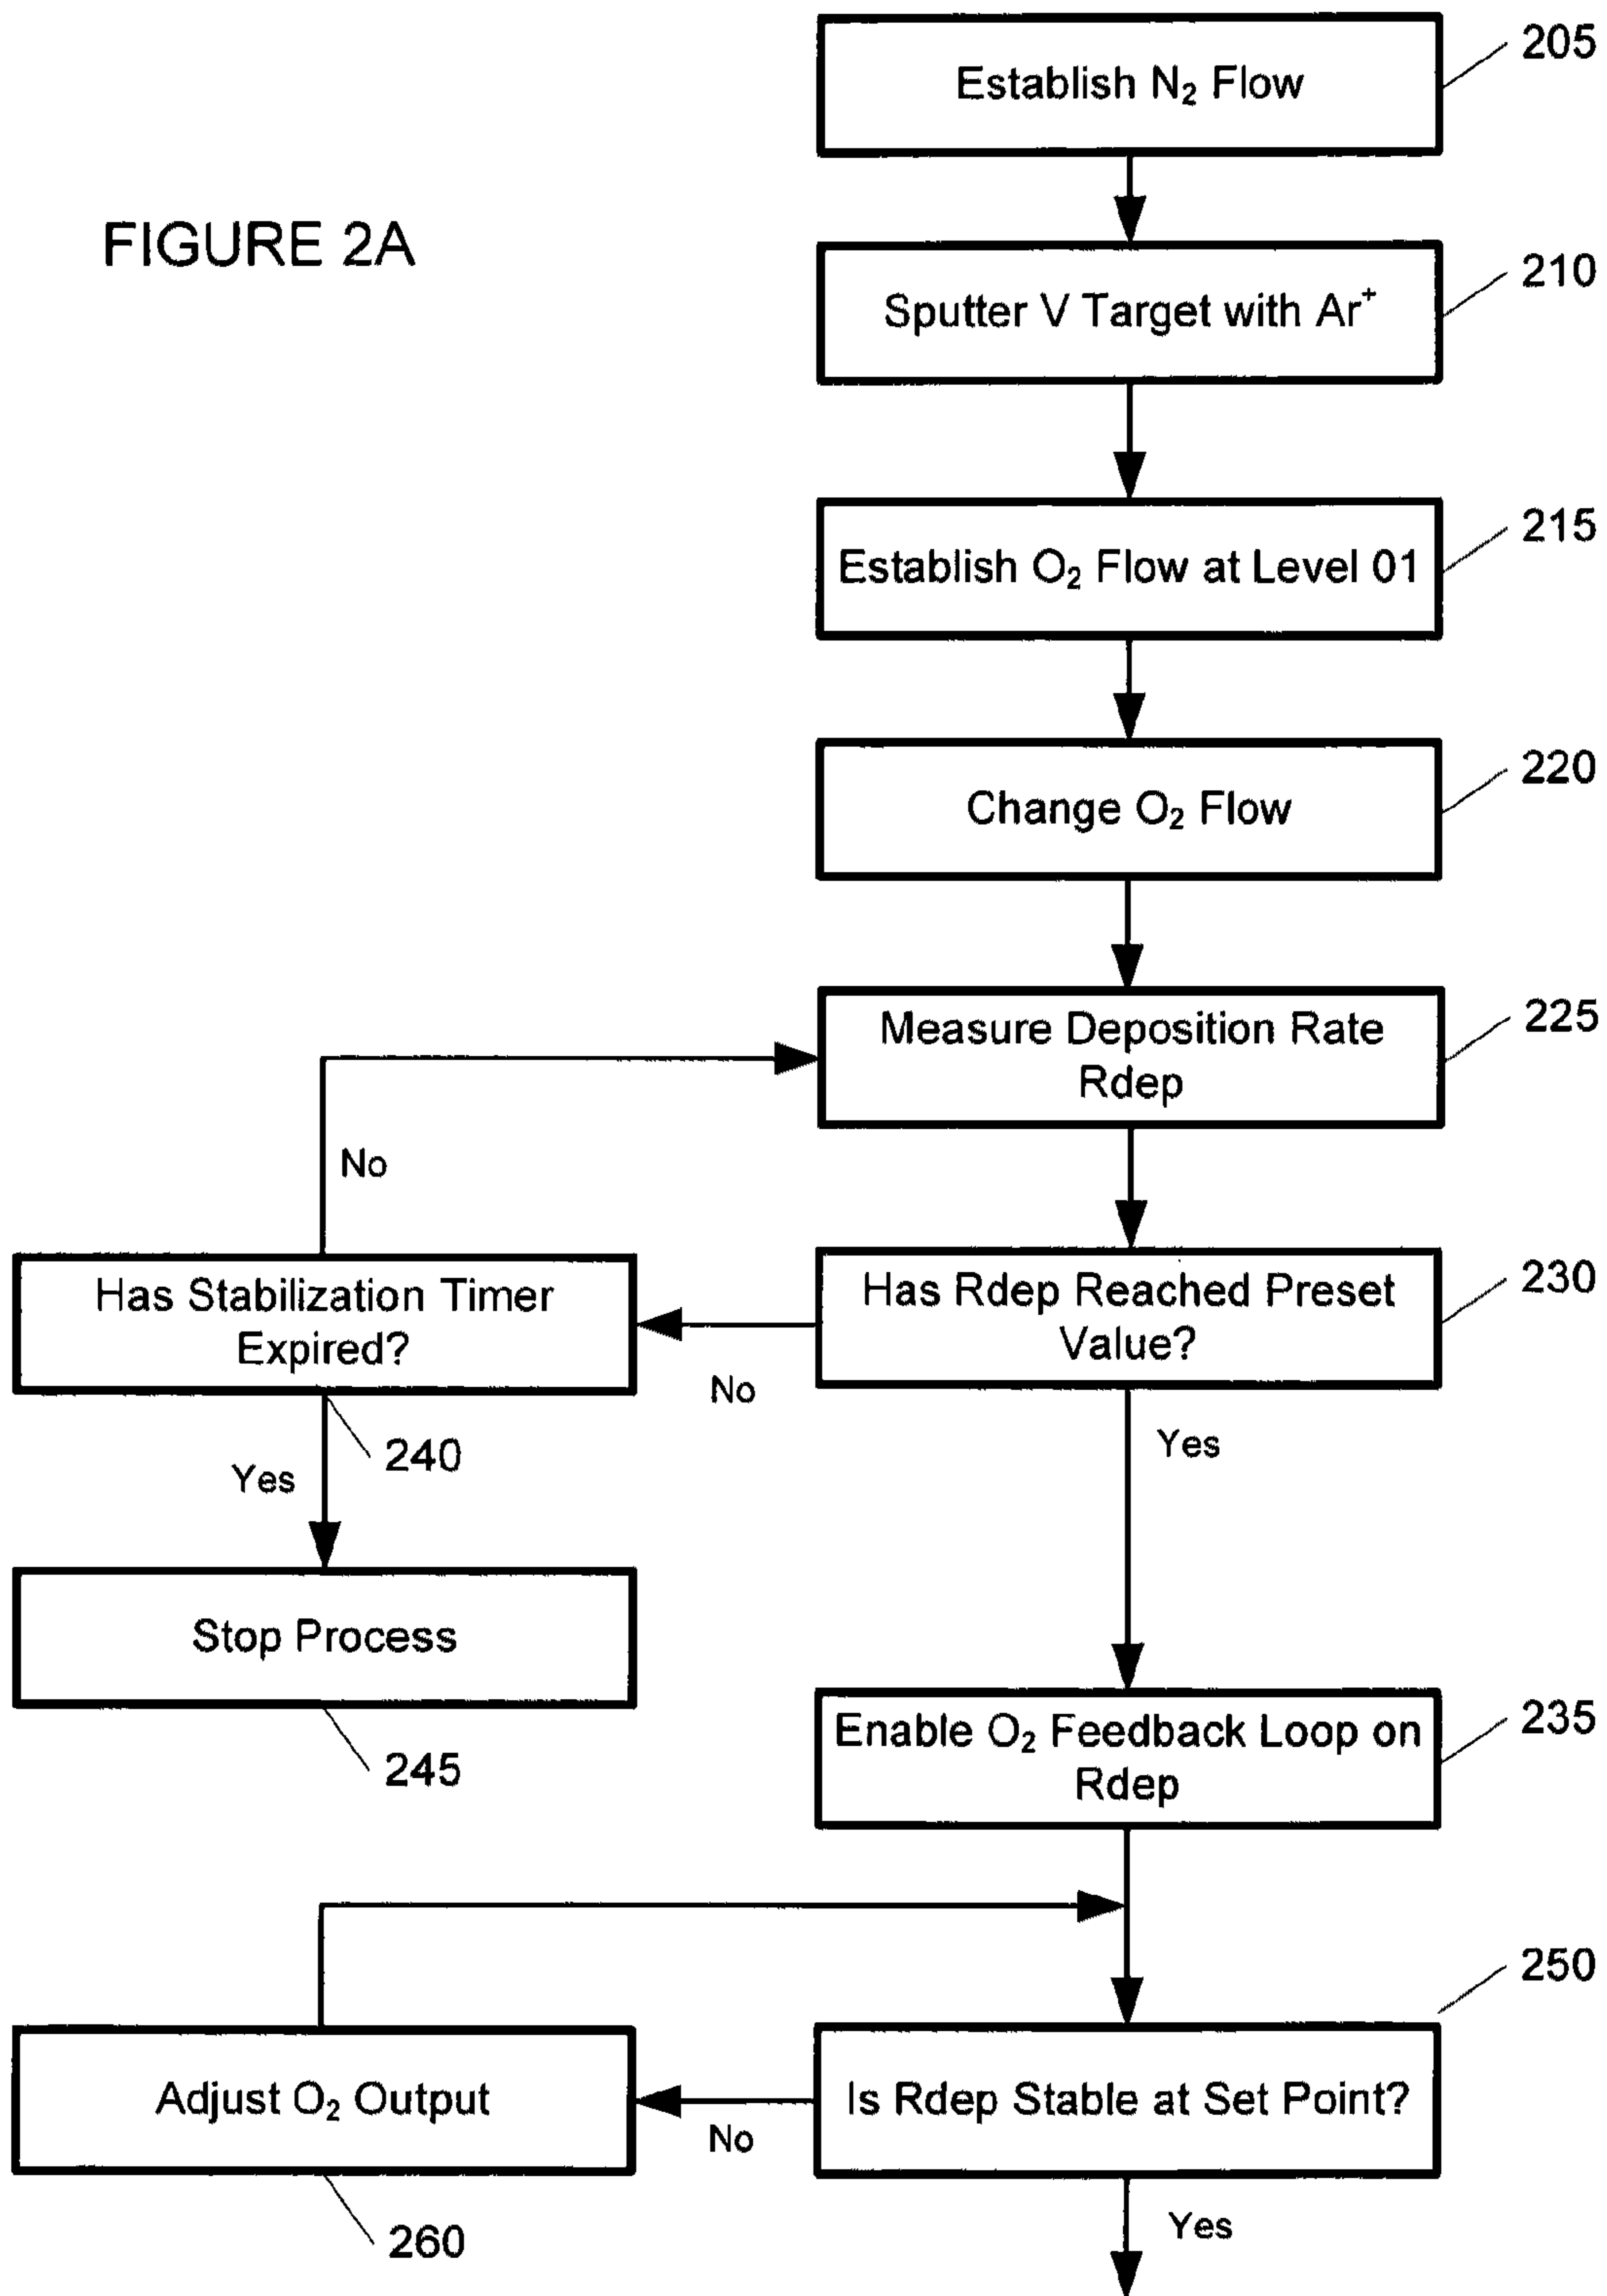 205
Establish N₂ Flow
FIGURE 2A
210
Sputter V Target with Ar⁺
215
Establish O₂ Flow at Level 01
220
Change O₂ Flow
225
Measure Deposition Rate
Rdep
No
230
Has Stabilization Timer
Expired?
Has Rdep Reached Preset
Value?
No
240
Yes
Yes
Stop Process
245
235
Enable O₂ Feedback Loop on
Rdep
250
Adjust O₂ Output
Is Rdep Stable at Set Point?
No
260
Yes